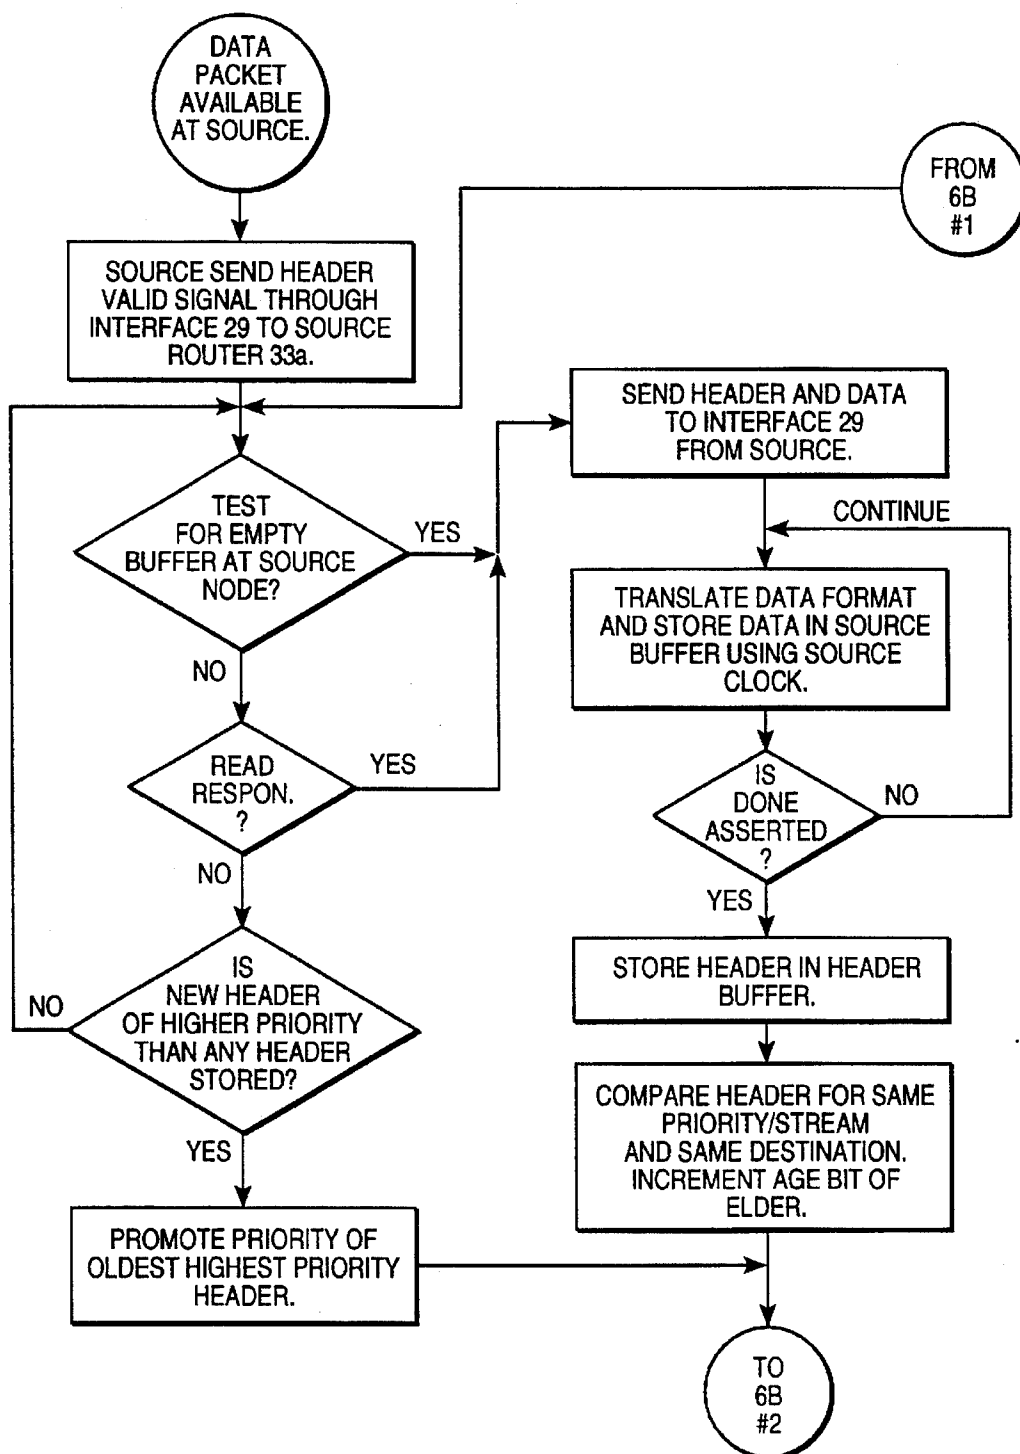 DATA
PACKET
AVAILABLE
AT SOURCE.
FROM
6B
#1
SOURCE SEND HEADER
VALID SIGNAL THROUGH
INTERFACE 29 TO SOURCE
ROUTER 33a.
SEND HEADER AND DATA
TO INTERFACE 29
FROM SOURCE.
TEST
FOR EMPTY
BUFFER AT SOURCE
NODE?
YES
NO
CONTINUE
TRANSLATE DATA FORMAT
AND STORE DATA IN SOURCE
BUFFER USING SOURCE
CLOCK.
READ
RESPON.
?
YES
NO
IS
DONE
ASSERTED
?
NO
YES
IS
NEW HEADER
OF HIGHER PRIORITY
THAN ANY HEADER
STORED?
NO
YES
STORE HEADER IN HEADER
BUFFER.
COMPARE HEADER FOR SAME
PRIORITY/STREAM
AND SAME DESTINATION.
INCREMENT AGE BIT OF
ELDER.
PROMOTE PRIORITY OF
OLDEST HIGHEST PRIORITY
HEADER.
TO
6B
#2